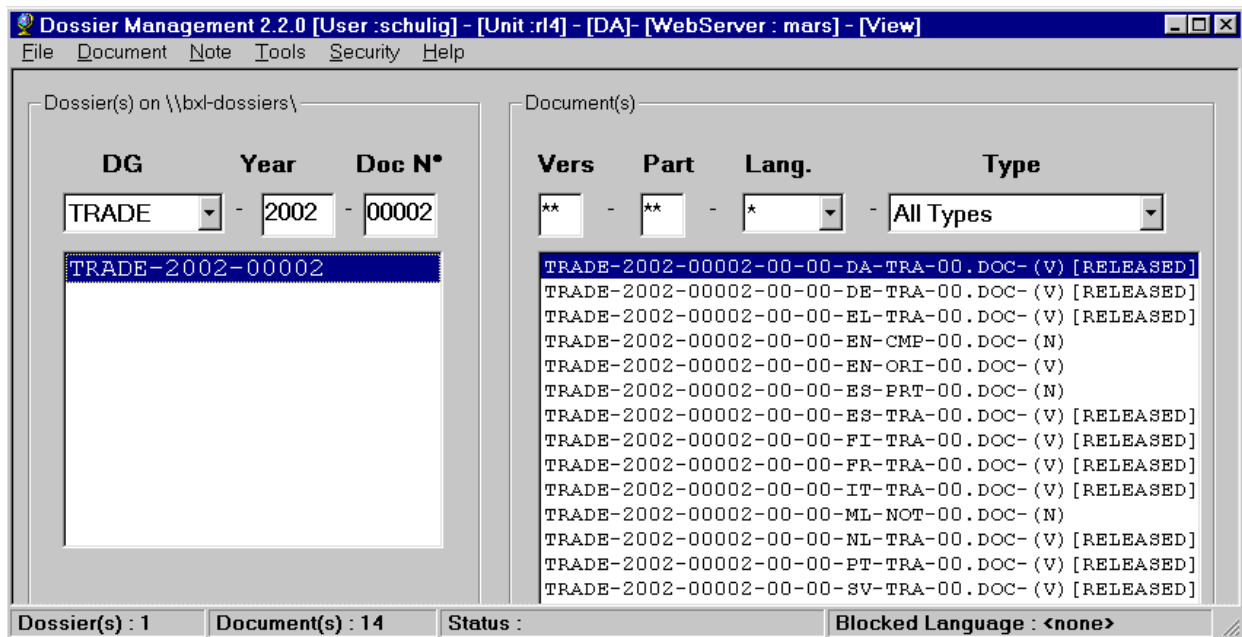 Dossier Management 2.2.0 [User :schulig] - [Unit :rl4] - [DA]- [WebServer : mars] - [View]
File Document Note Tools Security Help
Dossier(s) on \\bxl-dossiers\
DG Year Doc N°
TRADE - 2002 - 00002
TRADE-2002-00002
Document(s)
Vers Part Lang. Type
** - ** - * - All Types
TRADE-2002-00002-00-00-DA-TRA-00.DOC-(V)[RELEASED]
TRADE-2002-00002-00-00-DE-TRA-00.DOC-(V)[RELEASED]
TRADE-2002-00002-00-00-EL-TRA-00.DOC-(V)[RELEASED]
TRADE-2002-00002-00-00-EN-CMP-00.DOC-(N)
TRADE-2002-00002-00-00-EN-ORI-00.DOC-(V)
TRADE-2002-00002-00-00-ES-PRT-00.DOC-(N)
TRADE-2002-00002-00-00-ES-TRA-00.DOC-(V)[RELEASED]
TRADE-2002-00002-00-00-FI-TRA-00.DOC-(V)[RELEASED]
TRADE-2002-00002-00-00-FR-TRA-00.DOC-(V)[RELEASED]
TRADE-2002-00002-00-00-IT-TRA-00.DOC-(V)[RELEASED]
TRADE-2002-00002-00-00-ML-NOT-00.DOC-(N)
TRADE-2002-00002-00-00-NL-TRA-00.DOC-(V)[RELEASED]
TRADE-2002-00002-00-00-PT-TRA-00.DOC-(V)[RELEASED]
TRADE-2002-00002-00-00-SV-TRA-00.DOC-(V)[RELEASED]
Dossier(s) : 1 Document(s) : 14 Status : Blocked Language : <none>